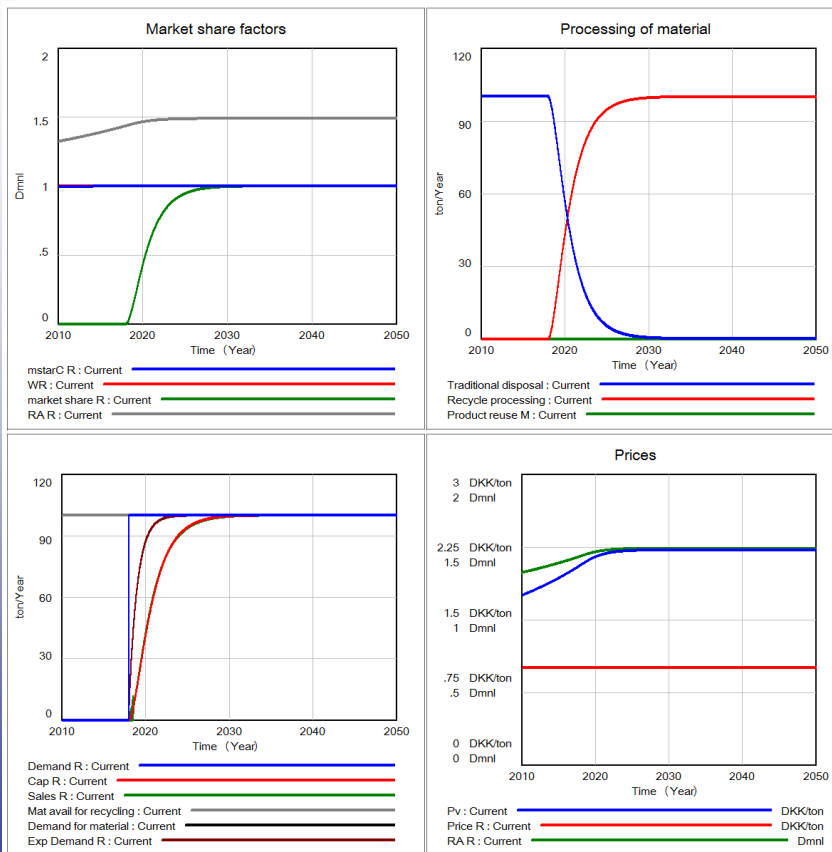 Market share factors
2
1.5
1
.5
0
Dmnl
2010 2020 2030 2040 2050
Time (Year)
mstarC R : Current
WR : Current
market share R : Current
RA R : Current
Processing of material
120
90
60
30
0
ton/Year
2010 2020 2030 2040 2050
Time (Year)
Traditional disposal : Current
Recycle processing : Current
Product reuse M : Current
120
90
60
30
0
ton/Year
2010 2020 2030 2040 2050
Time (Year)
Demand R : Current
Cap R : Current
Sales R : Current
Mat avail for recycling : Current
Demand for material : Current
Exp Demand R : Current
Prices
3 DKK/ton
2 Dmnl
2.25 DKK/ton
1.5 Dmnl
1.5 DKK/ton
1 Dmnl
.75 DKK/ton
.5 Dmnl
0 DKK/ton
0 Dmnl
2010 2020 2030 2040 2050
Time (Year)
Pv : Current DKK/ton
Price R : Current DKK/ton
RA R : Current Dmnl